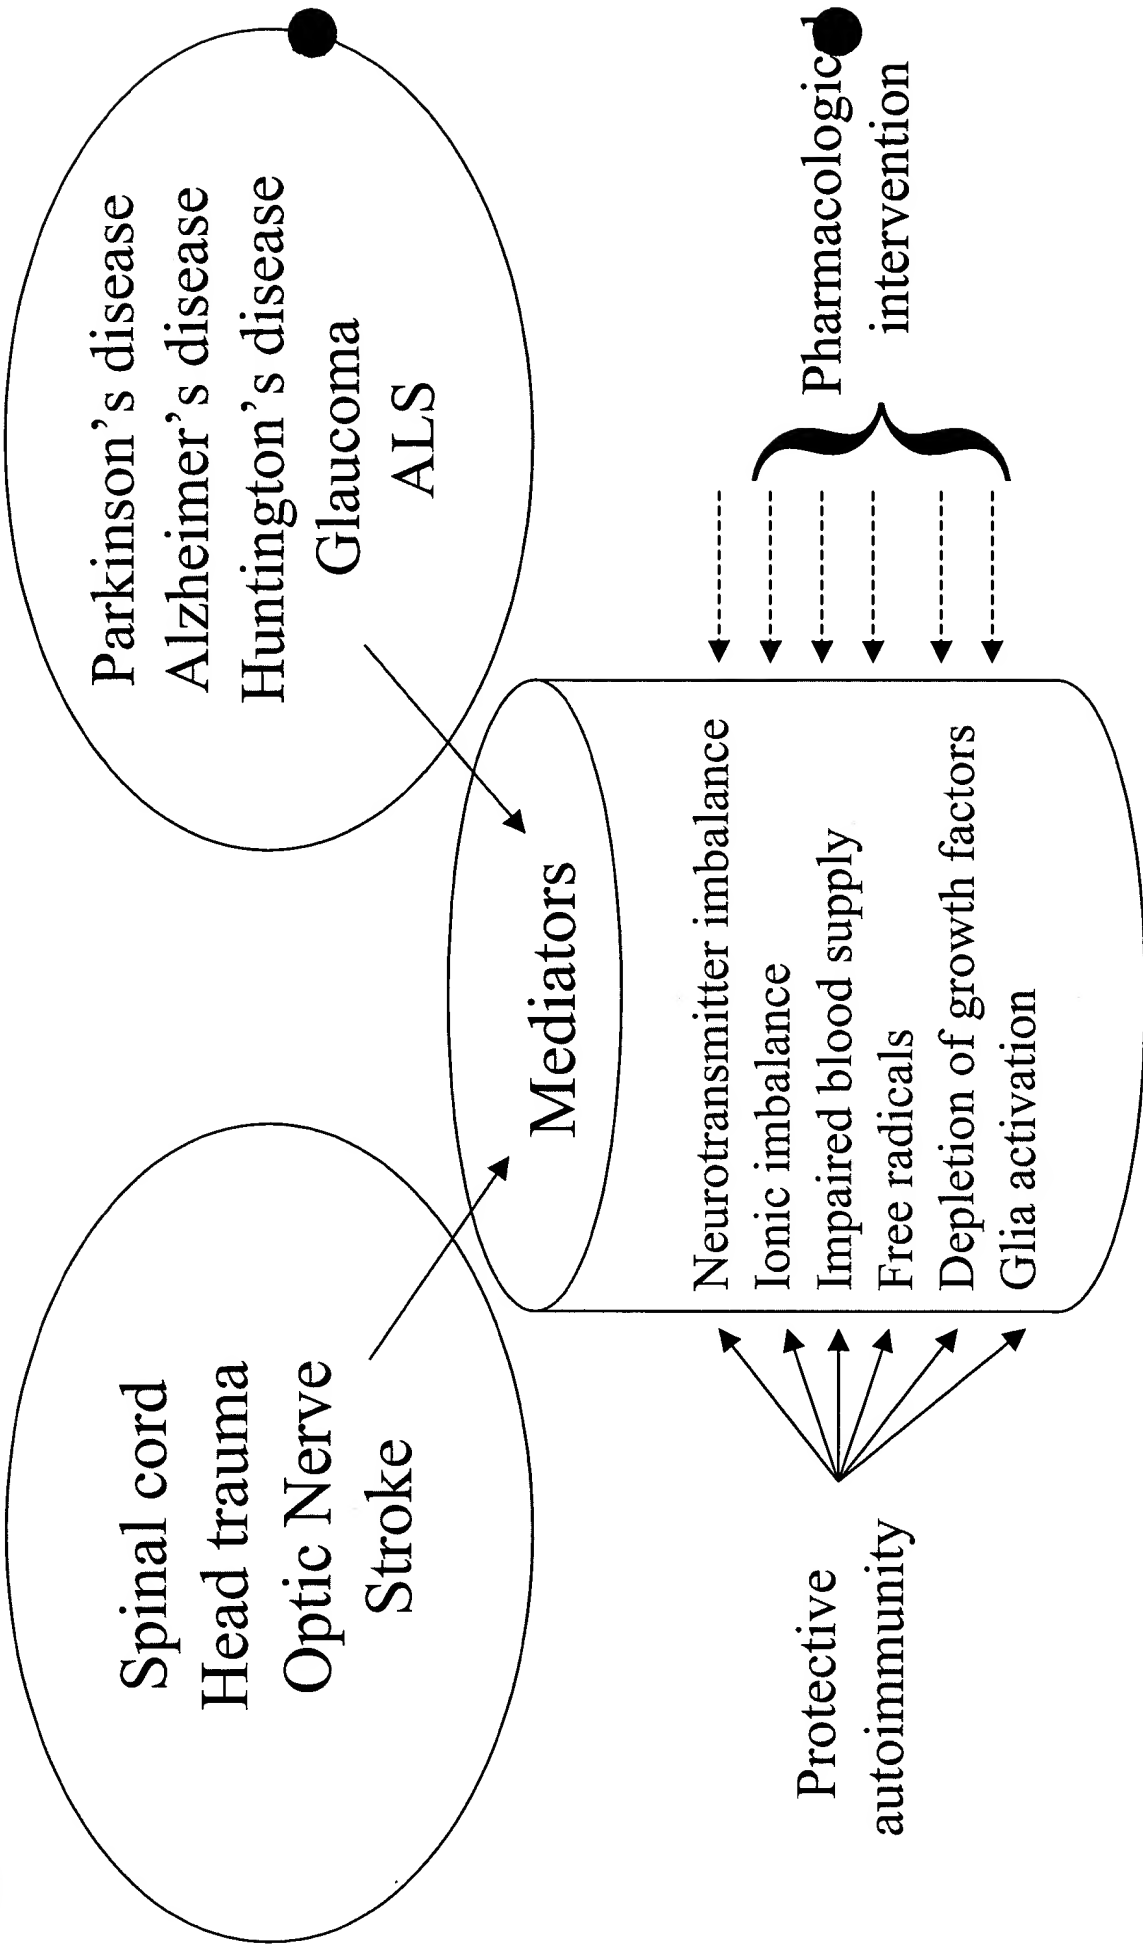 Spinal cord
Head trauma
Optic Nerve
Stroke
Parkinson's disease
Alzheimer's disease
Huntington's disease
Glaucoma
ALS
Mediators
Neurotransmitter imbalance
Ionic imbalance
Impaired blood supply
Free radicals
Depletion of growth factors
Glia activation
Protective
autoimmunity
Pharmacological
intervention